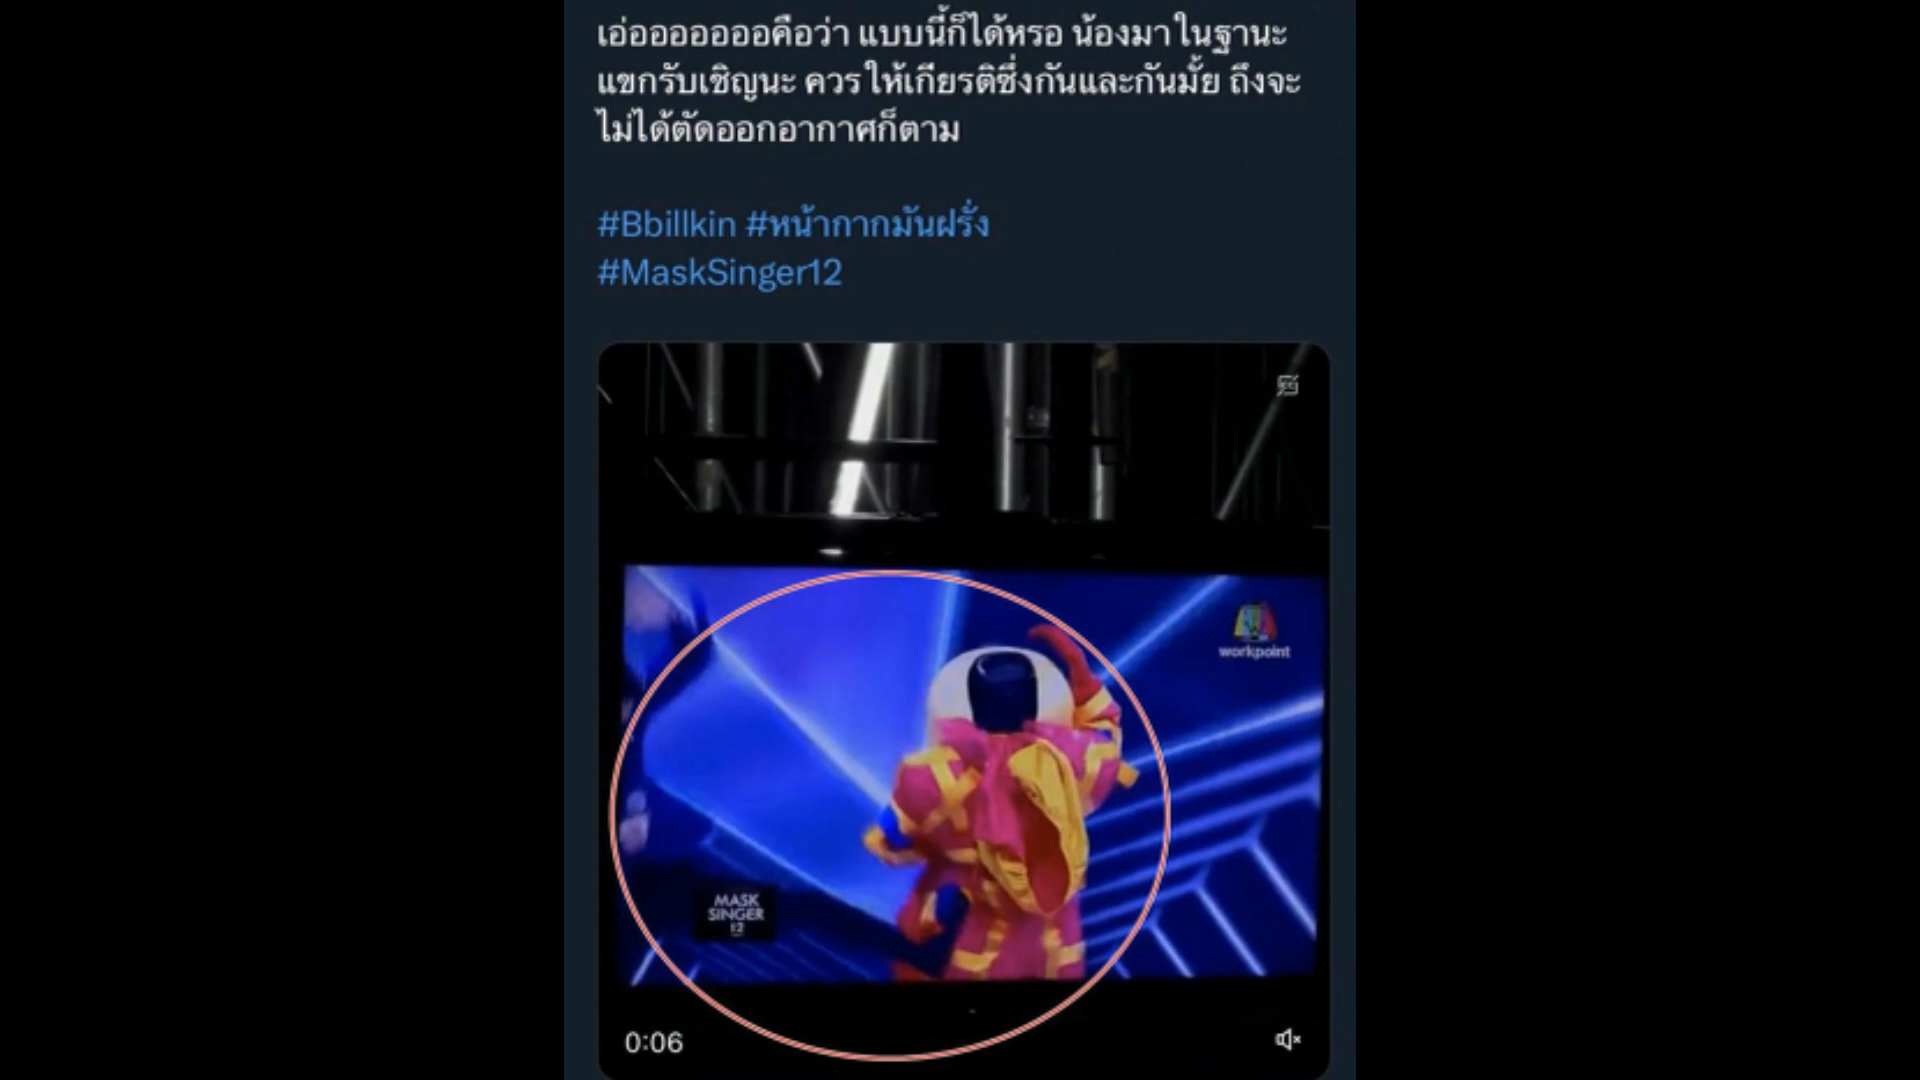 เอ่ออออออออคือว่า แบบนี้ก็ได้หรอ น้องมาในฐานะ
แขกรับเชิญนะ ควรให้เกียรติซึ่งกันและกันมั้ย ถึงจะ
ไม่ได้ตัดออกอากาศก็ตาม
#Bbillkin #หน้ากากมันฝรั่ง
#MaskSinger12
workpoint
MASK
SINGER
12
0:06